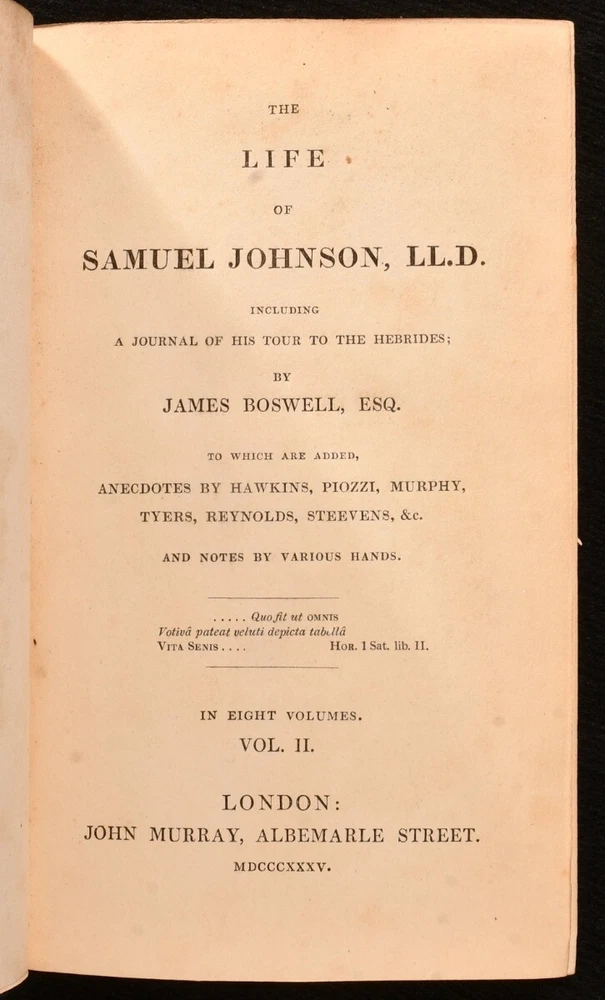 THE
LIFE
OF
SAMUEL JOHNSON, LL.D.
INCLUDING
A JOURNAL OF HIS TOUR TO THE HEBRIDES;
BY
JAMES BOSWELL, ESQ.
TO WHICH ARE ADDED,
ANECDOTES BY HAWKINS, PIOZZI, MURPHY,
TYERS, REYNOLDS, STEEVENS, &c.
AND NOTES BY VARIOUS HANDS.
..... Quo fit ut OMNIS
Votivâ pateat veluti depicta tabellâ
VITA SENIS .... HOR. 1 Sat. lib. II.
IN EIGHT VOLUMES.
VOL. II.
LONDON:
JOHN MURRAY, ALBEMARLE STREET.
MDCCCXXXV.